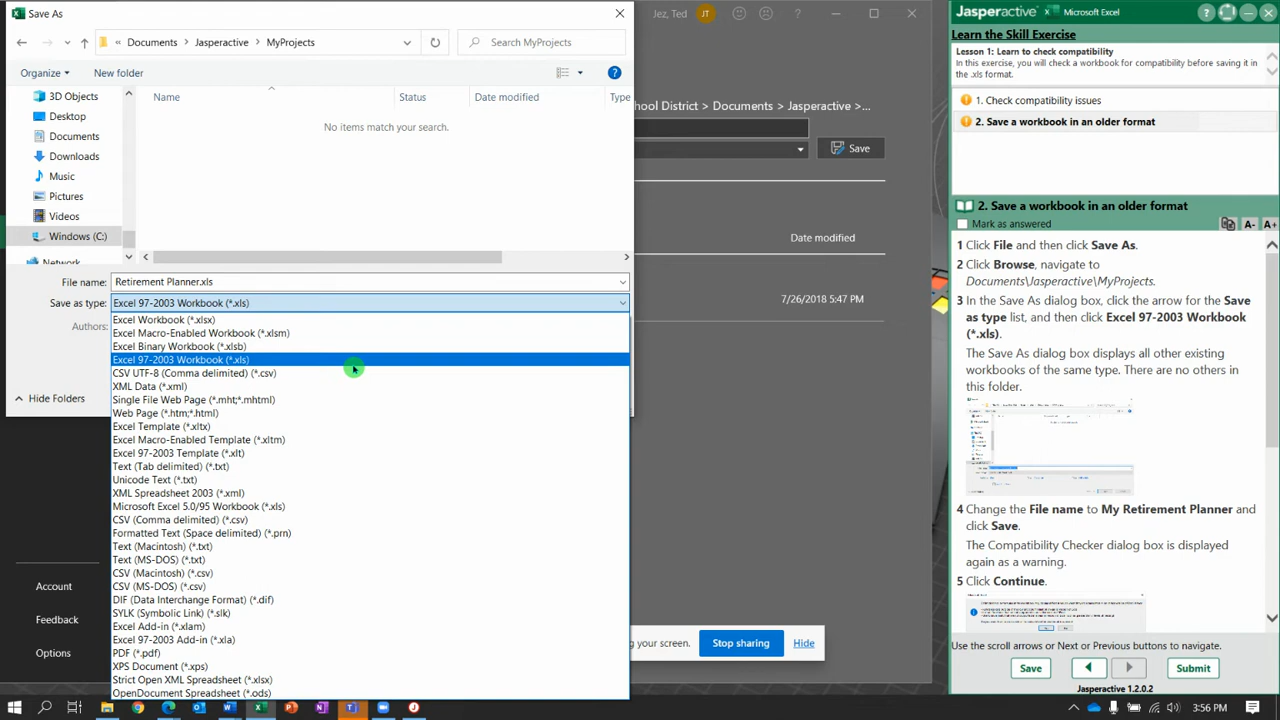 Save As
Documents
Jasperactive
MyProjects
Search MyProjects
Organize
New folder
?
3D Objects
Desktop
Documents
Downloads
Music
Pictures
Videos
Windows (C:)
Network
Name
Status
Date modified
Type
No items match your search.
File name:
Retirement Planner.xls
Save as type:
Excel 97-2003 Workbook (*.xls)
Authors:
Hide Folders
Excel Workbook (*.xlsx)
Excel Macro-Enabled Workbook (*.xlsm)
Excel Binary Workbook (*.xlsb)
Excel 97-2003 Workbook (*.xls)
CSV UTF-8 (Comma delimited) (*.csv)
XML Data (*.xml)
Single File Web Page (*.mht;*.mhtml)
Web Page (*.htm;*.html)
Excel Template (*.xltx)
Excel Macro-Enabled Template (*.xltm)
Excel 97-2003 Template (*.xlt)
Text (Tab delimited) (*.txt)
Unicode Text (*.txt)
XML Spreadsheet 2003 (*.xml)
Microsoft Excel 5.0/95 Workbook (*.xls)
CSV (Comma delimited) (*.csv)
Formatted Text (Space delimited) (*.prn)
Text (Macintosh) (*.txt)
Text (MS-DOS) (*.txt)
CSV (Macintosh) (*.csv)
CSV (MS-DOS) (*.csv)
DIF (Data Interchange Format) (*.dif)
SYLK (Symbolic Link) (*.slk)
Excel Add-in (*.xlam)
Excel 97-2003 Add-in (*.xla)
PDF (*.pdf)
XPS Document (*.xps)
Strict Open XML Spreadsheet (*.xlsx)
OpenDocument Spreadsheet (*.ods)
Account
Feedback
Options
Jez, Ted
JT
?
hool District > Documents > Jasperactive >...
Save
Date modified
7/26/2018 5:47 PM
g your screen.
Stop sharing
Hide
Jasperactive
Microsoft Excel
?
Learn the Skill Exercise
Lesson 1: Learn to check compatibility
In this exercise, you will check a workbook for compatibility before saving it in
the .xls format.
1. Check compatibility issues
2. Save a workbook in an older format
2. Save a workbook in an older format
Mark as answered
A-
A+
1 Click File and then click Save As.
2 Click Browse, navigate to
Documents\Jasperactive\MyProjects.
3 In the Save As dialog box, click the arrow for the Save
as type list, and then click Excel 97-2003 Workbook
(*.xls).
The Save As dialog box displays all other existing
workbooks of the same type. There are no others in
this folder.
4 Change the File name to My Retirement Planner and
click Save.
The Compatibility Checker dialog box is displayed
again as a warning.
5 Click Continue.
Use the scroll arrows or Next or Previous buttons to navigate.
Save
Submit
Jasperactive 1.2.0.2
3:56 PM